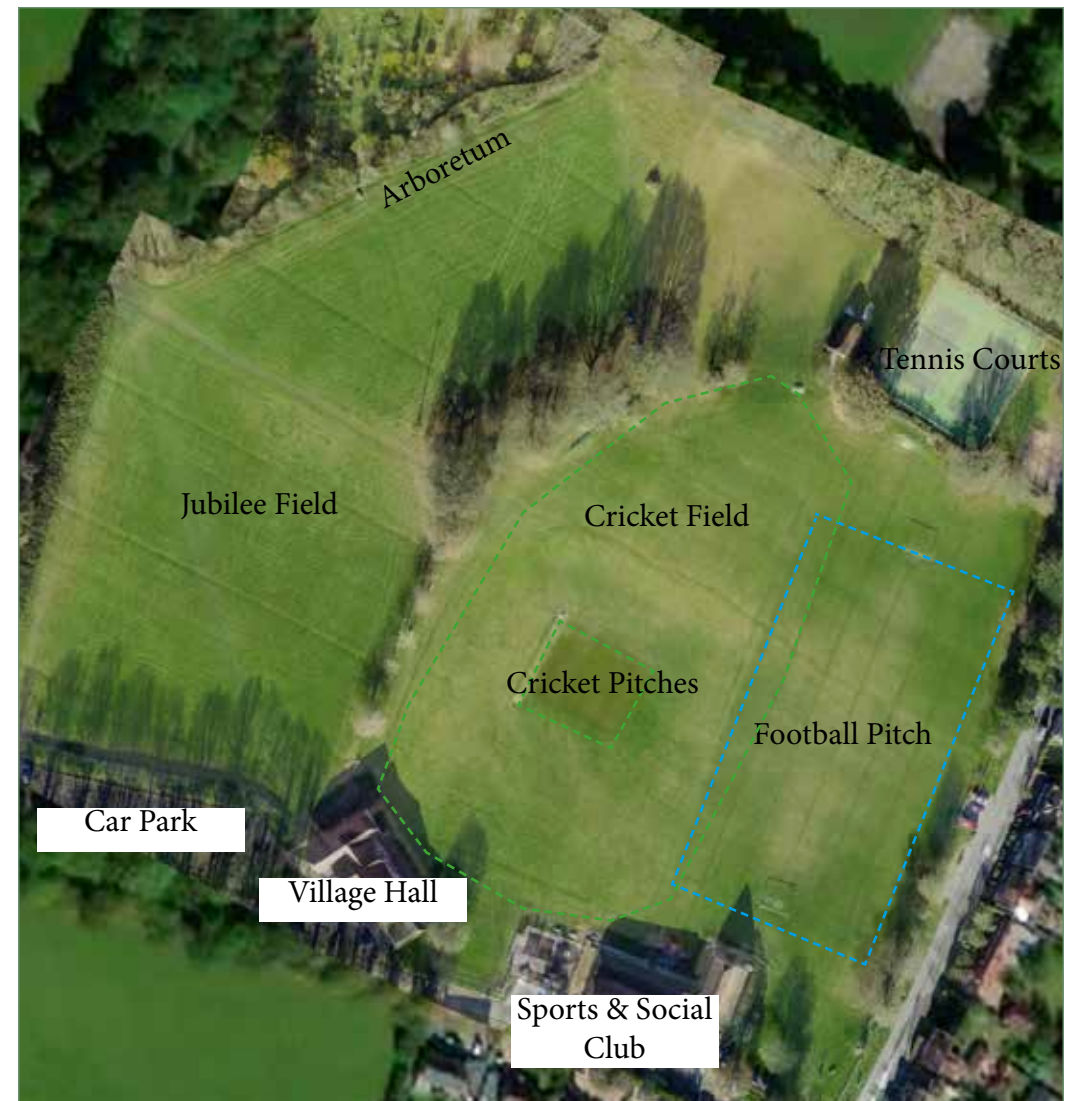 Arboretum
Tennis Courts
Jubilee Field
Cricket Field
Cricket Pitches
Football Pitch
Car Park
Village Hall
Sports & Social
Club